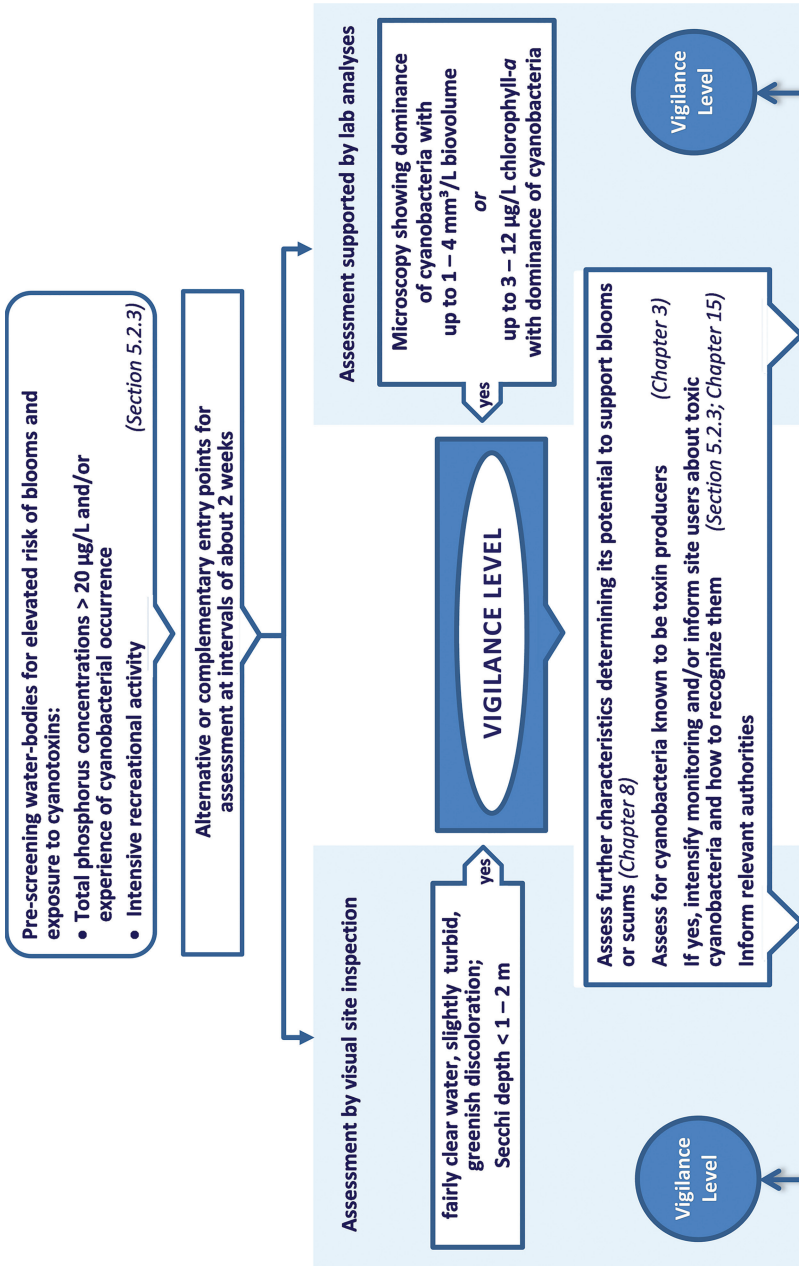 Pre-screening water-bodies for elevated risk of blooms and
exposure to cyanotoxins:
• Total phosphorus concentrations > 20 µg/L and/or
experience of cyanobacterial occurrence
• Intensive recreational activity (Section 5.2.3)
Alternative or complementary entry points for
assessment at intervals of about 2 weeks
Assessment by visual site inspection
fairly clear water, slightly turbid,
greenish discoloration;
Secchi depth < 1 – 2 m
yes
Assessment supported by lab analyses
Microscopy showing dominance
of cyanobacteria with
up to 1 – 4 mm³/L biovolume
or
up to 3 – 12 µg/L chlorophyll-a
with dominance of cyanobacteria
yes
VIGILANCE LEVEL
Assess further characteristics determining its potential to support blooms
or scums (Chapter 8)
Assess for cyanobacteria known to be toxin producers (Chapter 3)
If yes, intensify monitoring and/or inform site users about toxic
cyanobacteria and how to recognize them (Section 5.2.3; Chapter 15)
Inform relevant authorities
Vigilance
Level
Vigilance
Level